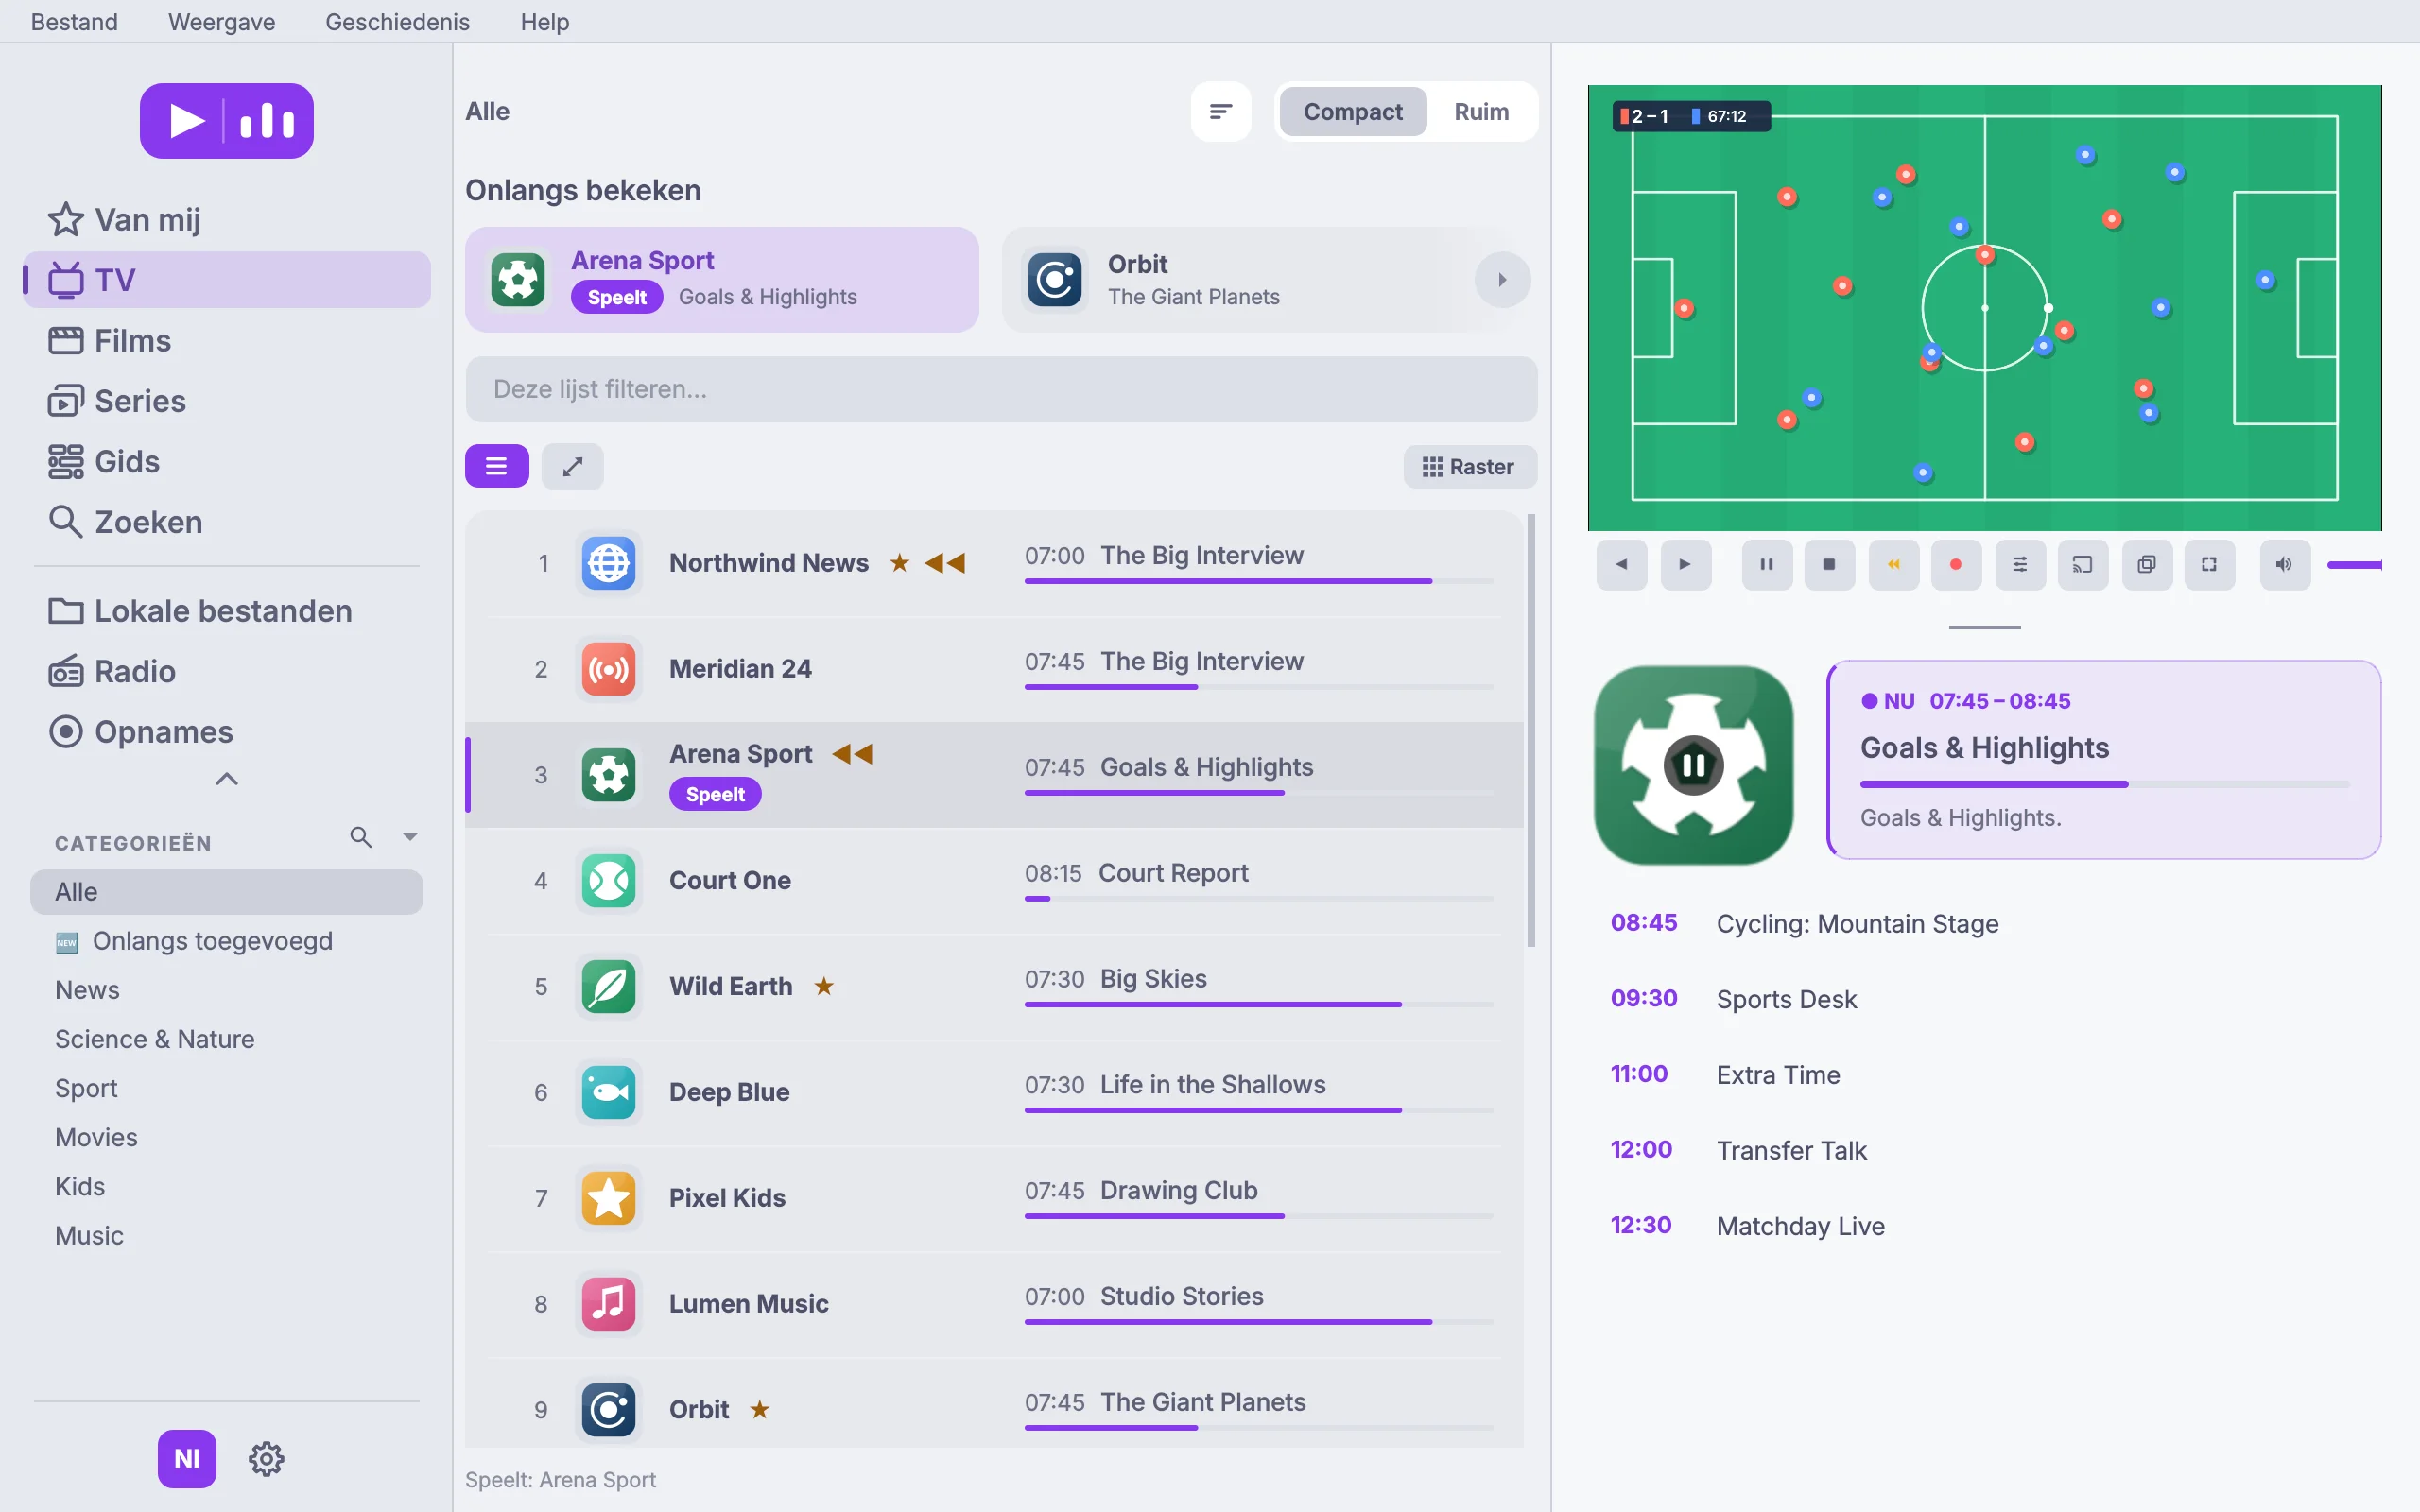 Bestand Weergave Geschiedenis Help
Van mij
TV
Films
Series
Gids
Zoeken
Lokale bestanden
Radio
Opnames
CATEGORIEËN
Alle
NEW Onlangs toegevoegd
News
Science & Nature
Sport
Movies
Kids
Music
NI
Alle
Compact Ruim
Onlangs bekeken
Arena Sport
Speelt Goals & Highlights
Orbit
The Giant Planets
Deze lijst filteren...
Raster
1 Northwind News 07:00 The Big Interview
2 Meridian 24 07:45 The Big Interview
3 Arena Sport 07:45 Goals & Highlights
Speelt
4 Court One 08:15 Court Report
5 Wild Earth 07:30 Big Skies
6 Deep Blue 07:30 Life in the Shallows
7 Pixel Kids 07:45 Drawing Club
8 Lumen Music 07:00 Studio Stories
9 Orbit 07:45 The Giant Planets
Speelt: Arena Sport
2 – 1 67:12
NU 07:45 – 08:45
Goals & Highlights
Goals & Highlights.
08:45 Cycling: Mountain Stage
09:30 Sports Desk
11:00 Extra Time
12:00 Transfer Talk
12:30 Matchday Live